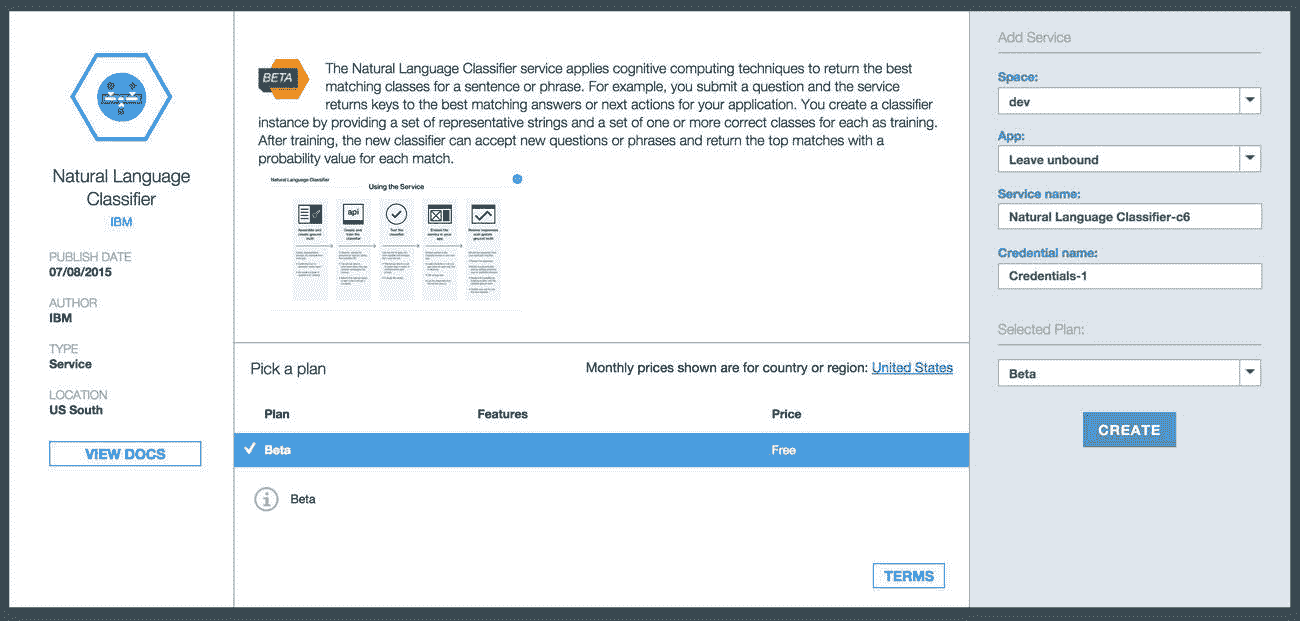 Natural Language
Classifier
IBM
PUBLISH DATE
07/08/2015
AUTHOR
IBM
TYPE
Service
LOCATION
US South
VIEW DOCS
BETA
The Natural Language Classifier service applies cognitive computing techniques to return the best
matching classes for a sentence or phrase. For example, you submit a question and the service
returns keys to the best matching answers or next actions for your application. You create a classifier
instance by providing a set of representative strings and a set of one or more correct classes for each as training.
After training, the new classifier can accept new questions or phrases and return the top matches with a
probability value for each match.
Natural Language Classifier
Using the Service
api
Pick a plan
Monthly prices shown are for country or region: United States
Plan Features Price
Beta Free
Beta
TERMS
Add Service
Space:
dev
App:
Leave unbound
Service name:
Natural Language Classifier-c6
Credential name:
Credentials-1
Selected Plan:
Beta
CREATE